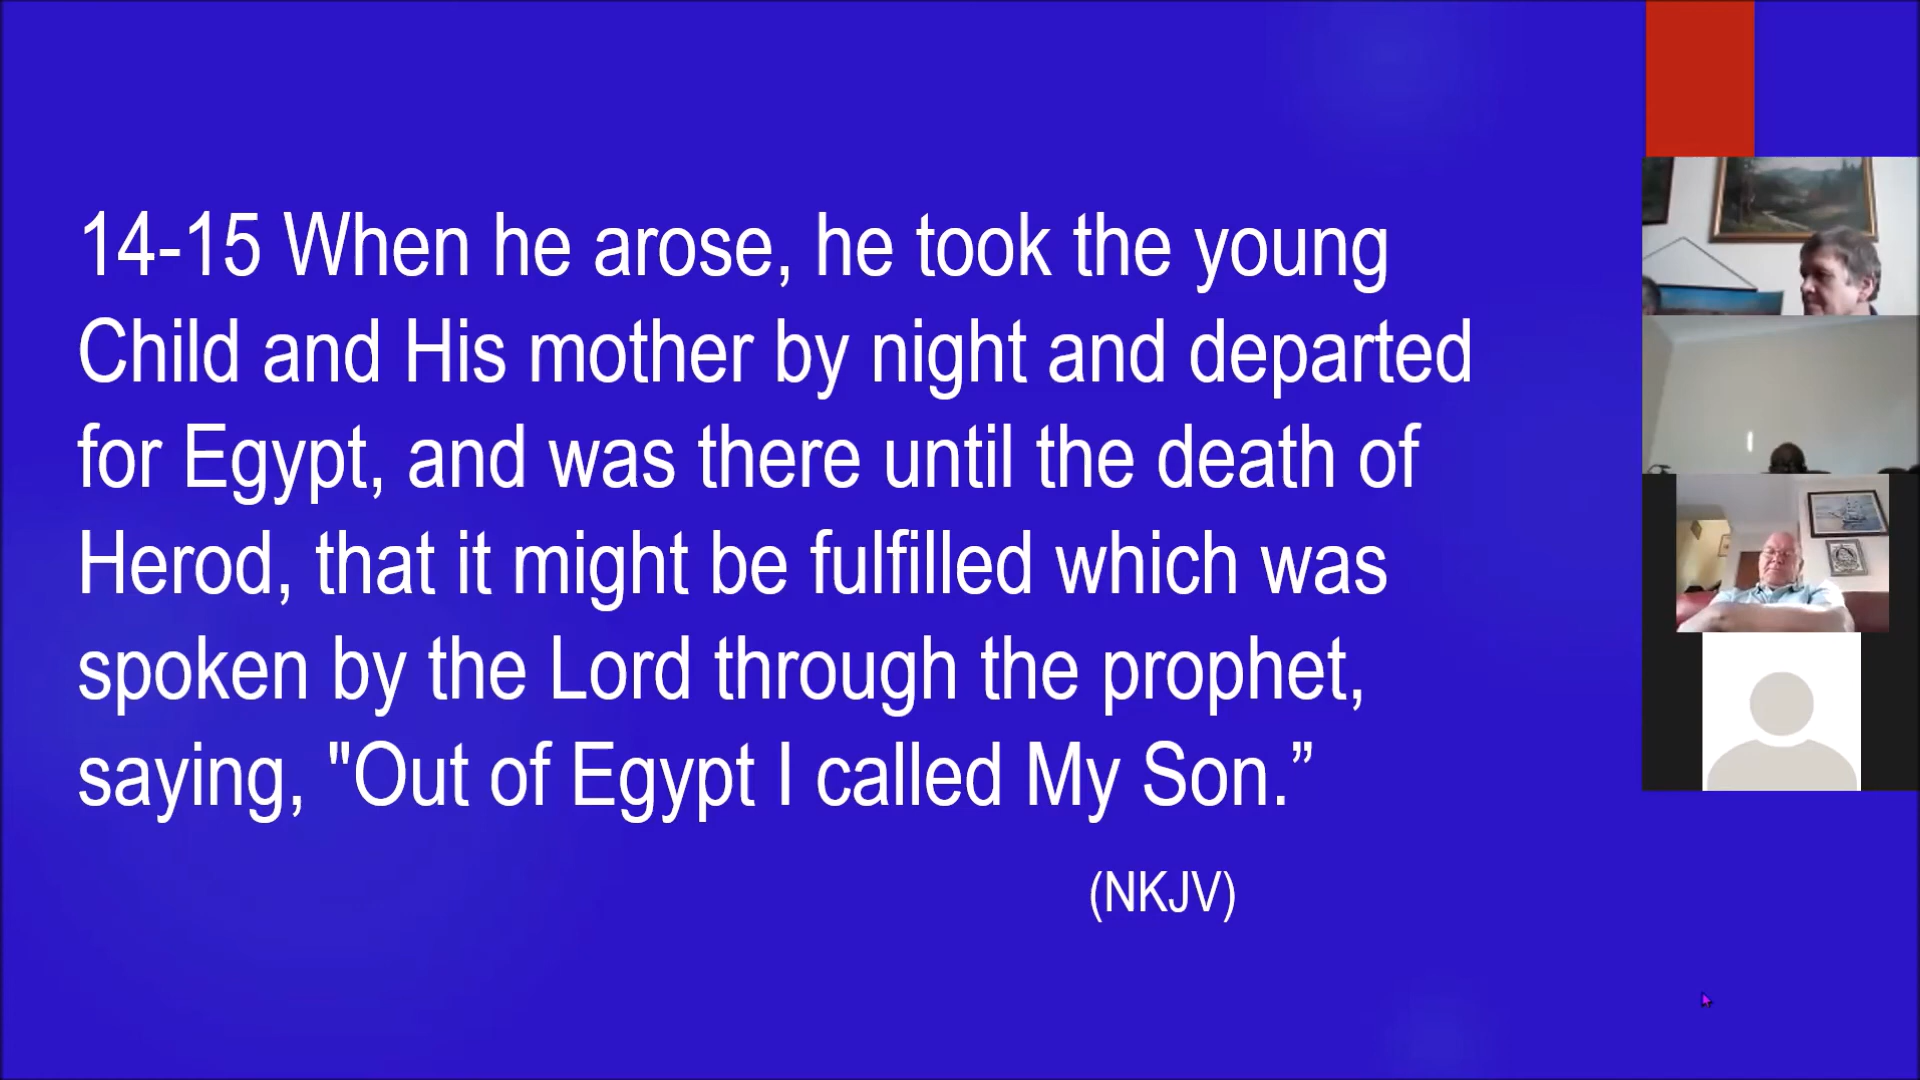 14-15 When he arose, he took the young
Child and His mother by night and departed
for Egypt, and was there until the death of
Herod, that it might be fulfilled which was
spoken by the Lord through the prophet,
saying, "Out of Egypt I called My Son.”
(NKJV)